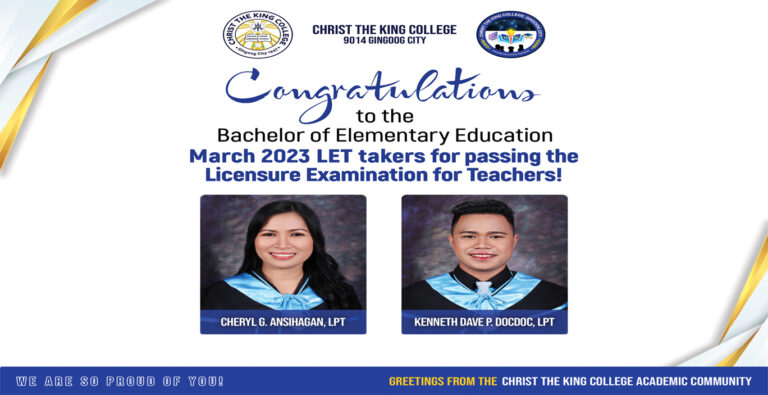 CHRIST THE KING COLLEGE
Gingoog City
CHRIST THE KING COLLEGE
9014 GINGOOG CITY
Congratulations
to the
Bachelor of Elementary Education
March 2023 LET takers for passing the
Licensure Examination for Teachers!
CHERYL G. ANSIHAGAN, LPT
KENNETH DAVE P. DOCDOC, LPT
WE ARE SO PROUD OF YOU!
GREETINGS FROM THE CHRIST THE KING COLLEGE ACADEMIC COMMUNITY